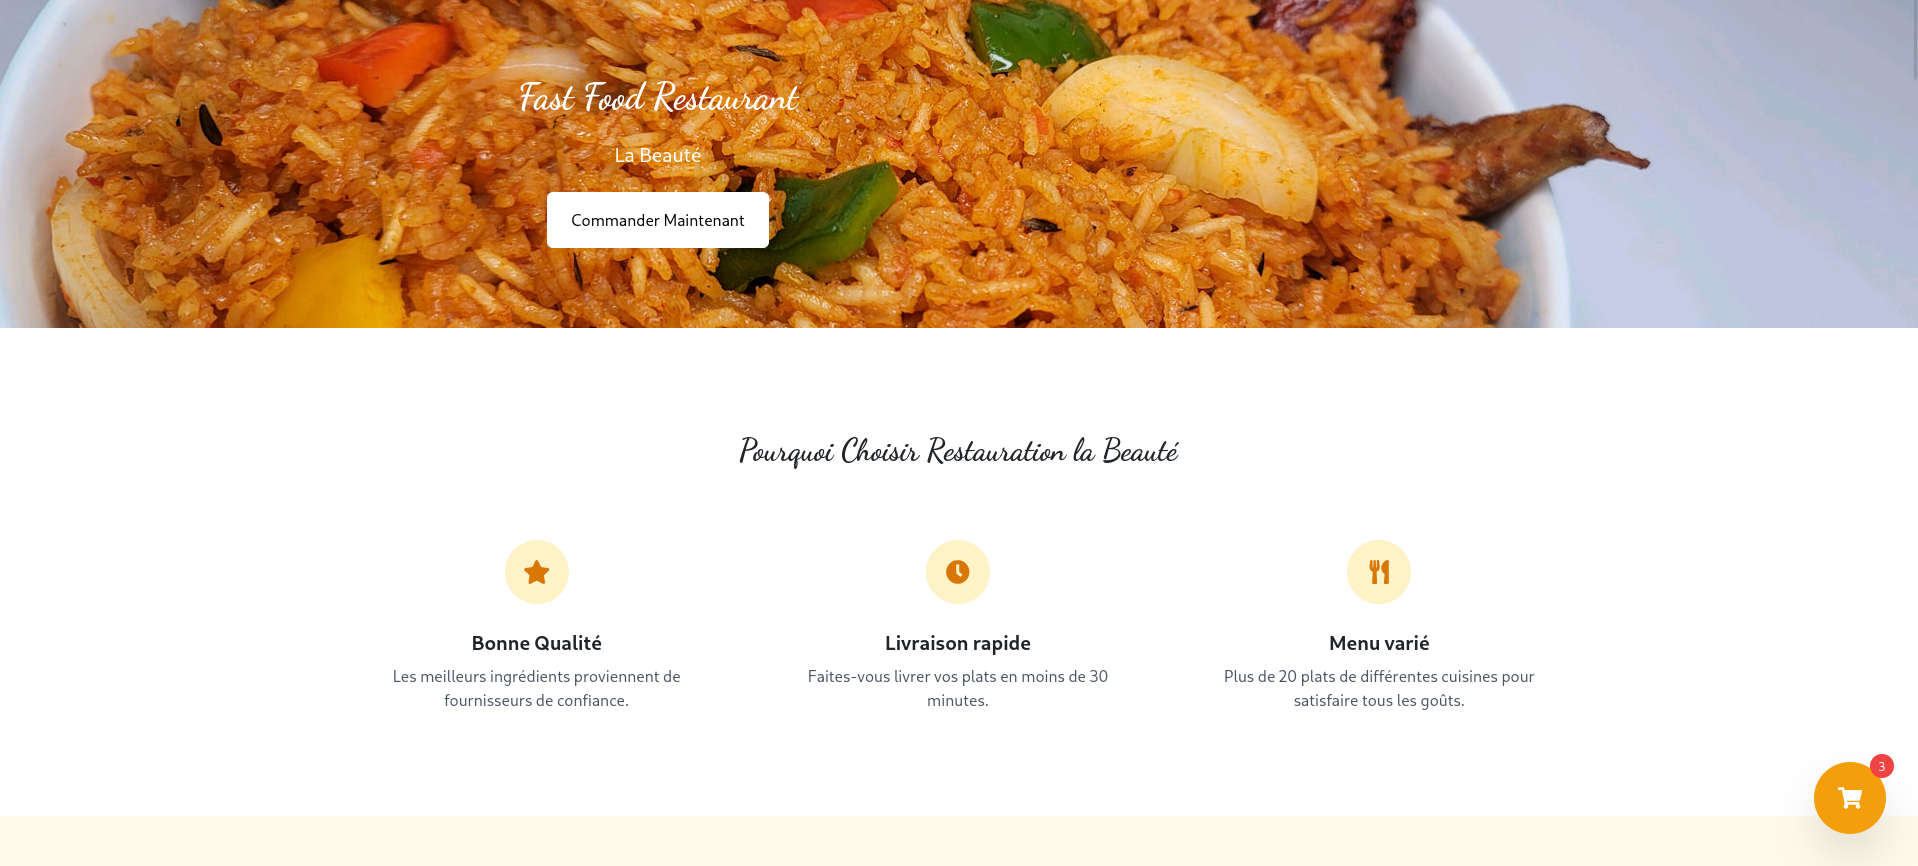 Fast Food Restaurant
La Beauté
Commander Maintenant
Pourquoi Choisir Restauration la Beauté
Bonne Qualité
Les meilleurs ingrédients proviennent de
fournisseurs de confiance.
Livraison rapide
Faites-vous livrer vos plats en moins de 30
minutes.
Menu varié
Plus de 20 plats de différentes cuisines pour
satisfaire tous les goûts.
3